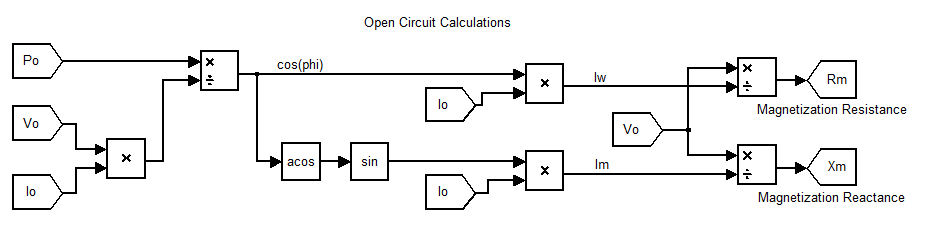 Open Circuit Calculations
Po
×
÷
cos(phi)
Vo
Io
×
acos
sin
Io
×
Iw
Io
×
Im
Vo
×
÷
Rm
Magnetization Resistance
×
÷
Xm
Magnetization Reactance